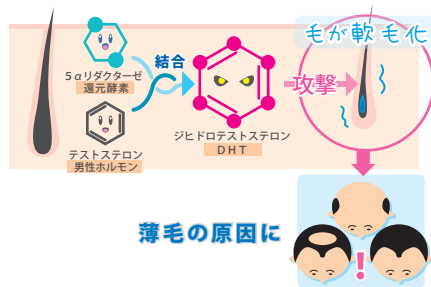 毛が軟毛化
結合
5αリダクターゼ
還元酵素
攻撃
ジヒドロテストステロン
DHT
テストステロン
男性ホルモン
薄毛の原因に
!